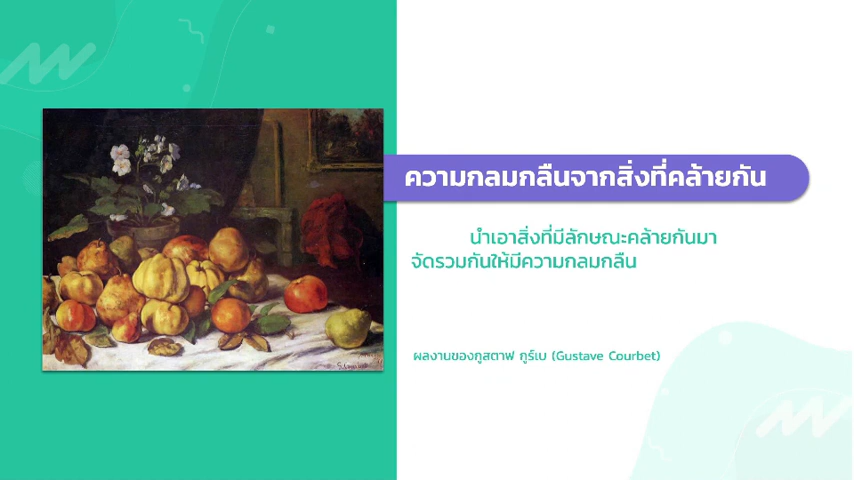 ความกลมกลืนจากสิ่งที่คล้ายกัน
นำเอาสิ่งที่มีลักษณะคล้ายกันมา
จัดรวมกันให้มีความกลมกลืน
ผลงานของกูสตาฟ กูร์เบ (Gustave Courbet)